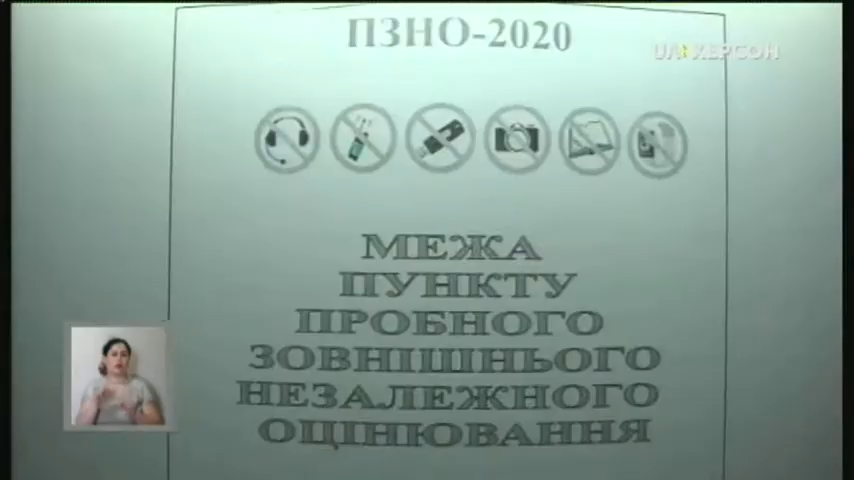 ПЗНО-2020
UA:ХЕРСОН
МЕЖА
ПУНКТУ
ПРОБНОГО
ЗОВНІШНЬОГО
НЕЗАЛЕЖНОГО
ОЦІНЮВАННЯ